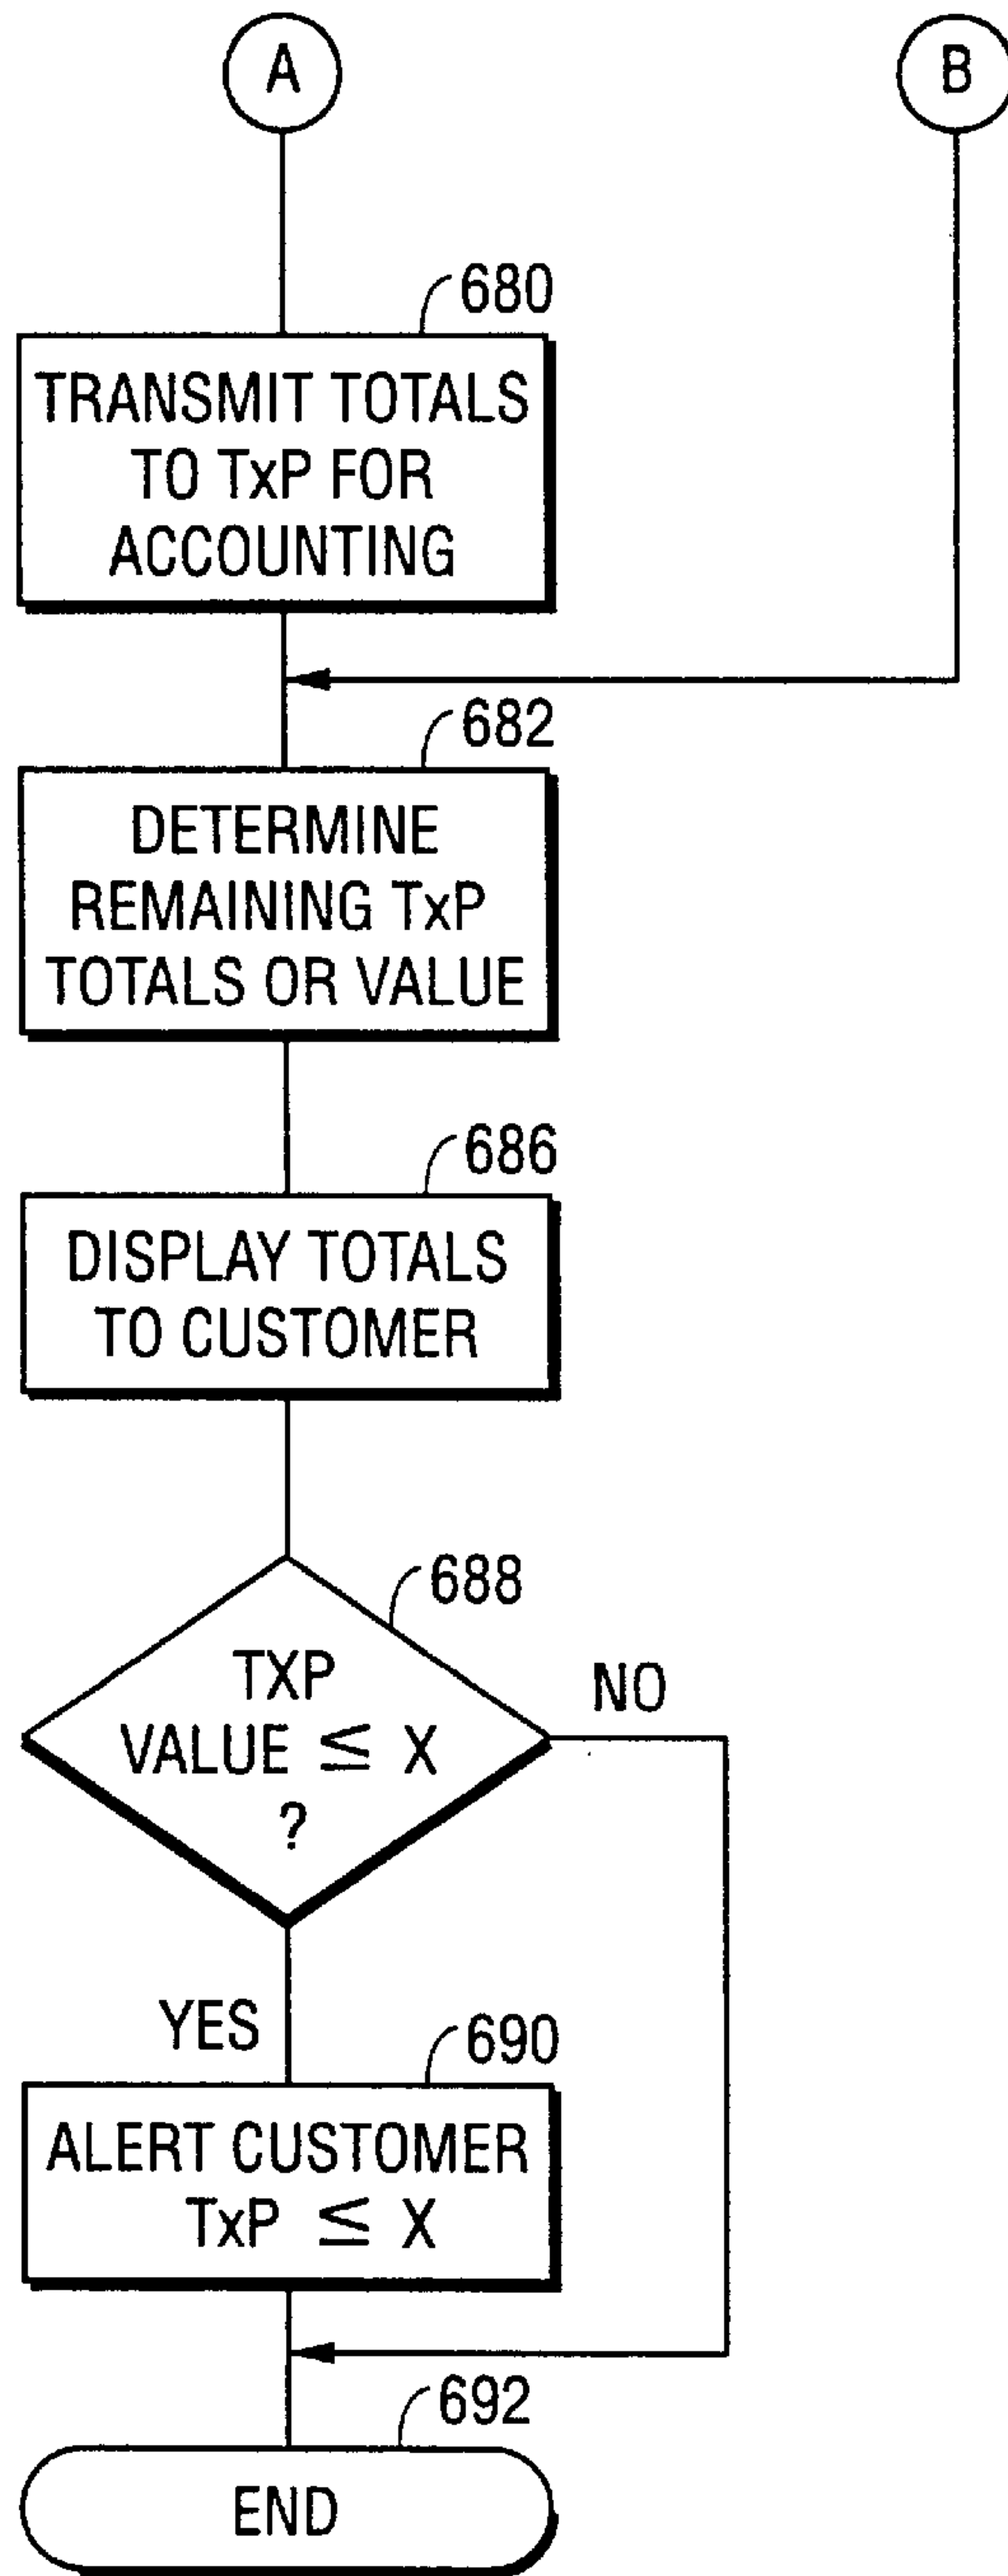 A
B
680
TRANSMIT TOTALS
TO TxP FOR
ACCOUNTING
682
DETERMINE
REMAINING TxP
TOTALS OR VALUE
686
DISPLAY TOTALS
TO CUSTOMER
688
TXP
VALUE ≤ X
?
NO
YES
690
ALERT CUSTOMER
TxP ≤ X
692
END